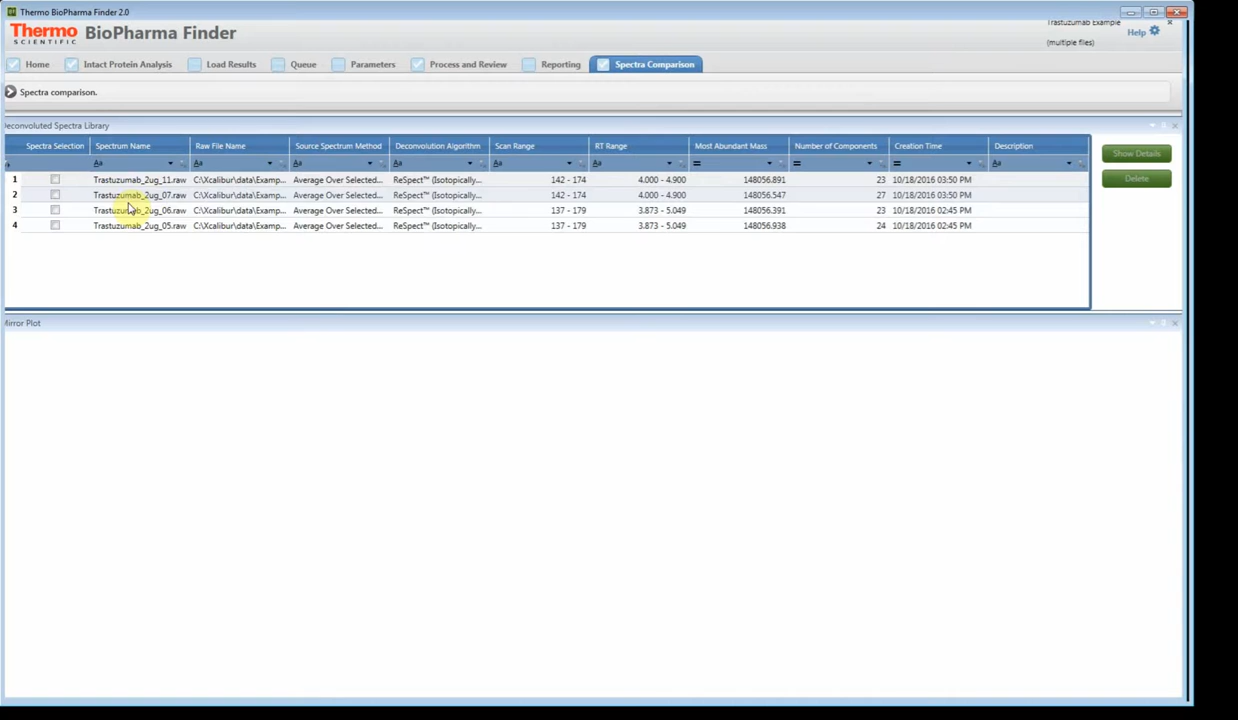 Thermo BioPharma Finder 2.0
Thermo SCIENTIFIC BioPharma Finder
Trastuzumab Example
Help
(multiple files)
Home Intact Protein Analysis Load Results Queue Parameters Process and Review Reporting Spectra Comparison
Spectra comparison.
Deconvoluted Spectra Library
Spectra Selection Spectrum Name Raw File Name Source Spectrum Method Deconvolution Algorithm Scan Range RT Range Most Abundant Mass Number of Components Creation Time Description
Aa Aa Aa Aa Aa Aa = = = Aa
1 Trastuzumab_2ug_11.raw C:\Xcalibur\data\Examp... Average Over Selected... ReSpect™ (Isotopically... 142 - 174 4.000 - 4.900 148056.891 23 10/18/2016 03:50 PM
2 Trastuzumab_2ug_07.raw C:\Xcalibur\data\Examp... Average Over Selected... ReSpect™ (Isotopically... 142 - 174 4.000 - 4.900 148056.547 27 10/18/2016 03:50 PM
3 Trastuzumab_2ug_06.raw C:\Xcalibur\data\Examp... Average Over Selected... ReSpect™ (Isotopically... 137 - 179 3.873 - 5.049 148056.391 23 10/18/2016 02:45 PM
4 Trastuzumab_2ug_05.raw C:\Xcalibur\data\Examp... Average Over Selected... ReSpect™ (Isotopically... 137 - 179 3.873 - 5.049 148056.938 24 10/18/2016 02:45 PM
Show Details
Delete
Mirror Plot